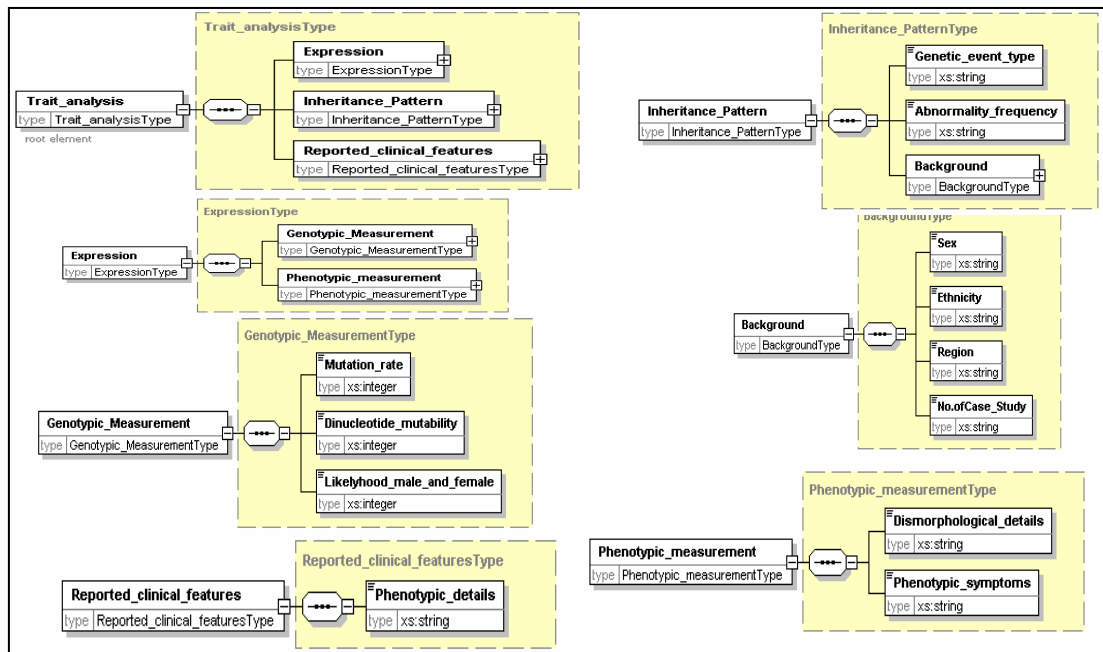 Trait_analysisType
Expression
type ExpressionType
Trait_analysis
type Trait_analysisType
root element
Inheritance_Pattern
type Inheritance_PatternType
Reported_clinical_features
type Reported_clinical_featuresType
ExpressionType
Genotypic_Measurement
type Genotypic_MeasurementType
Expression
type ExpressionType
Phenotypic_measurement
type Phenotypic_measurementType
Genotypic_MeasurementType
Mutation_rate
type xs:integer
Genotypic_Measurement
type Genotypic_MeasurementType
Dinucleotide_mutability
type xs:integer
Likelyhood_male_and_female
type xs:integer
Reported_clinical_featuresType
Reported_clinical_features
type Reported_clinical_featuresType
Phenotypic_details
type xs:string
Inheritance_PatternType
Genetic_event_type
type xs:string
Inheritance_Pattern
type Inheritance_PatternType
Abnormality_frequency
type xs:string
Background
type BackgroundType
BackgroundType
Sex
type xs:string
Ethnicity
type xs:string
Background
type BackgroundType
Region
type xs:string
No.ofCase_Study
type xs:string
Phenotypic_measurementType
Dismorphological_details
type xs:string
Phenotypic_measurement
type Phenotypic_measurementType
Phenotypic_symptoms
type xs:string